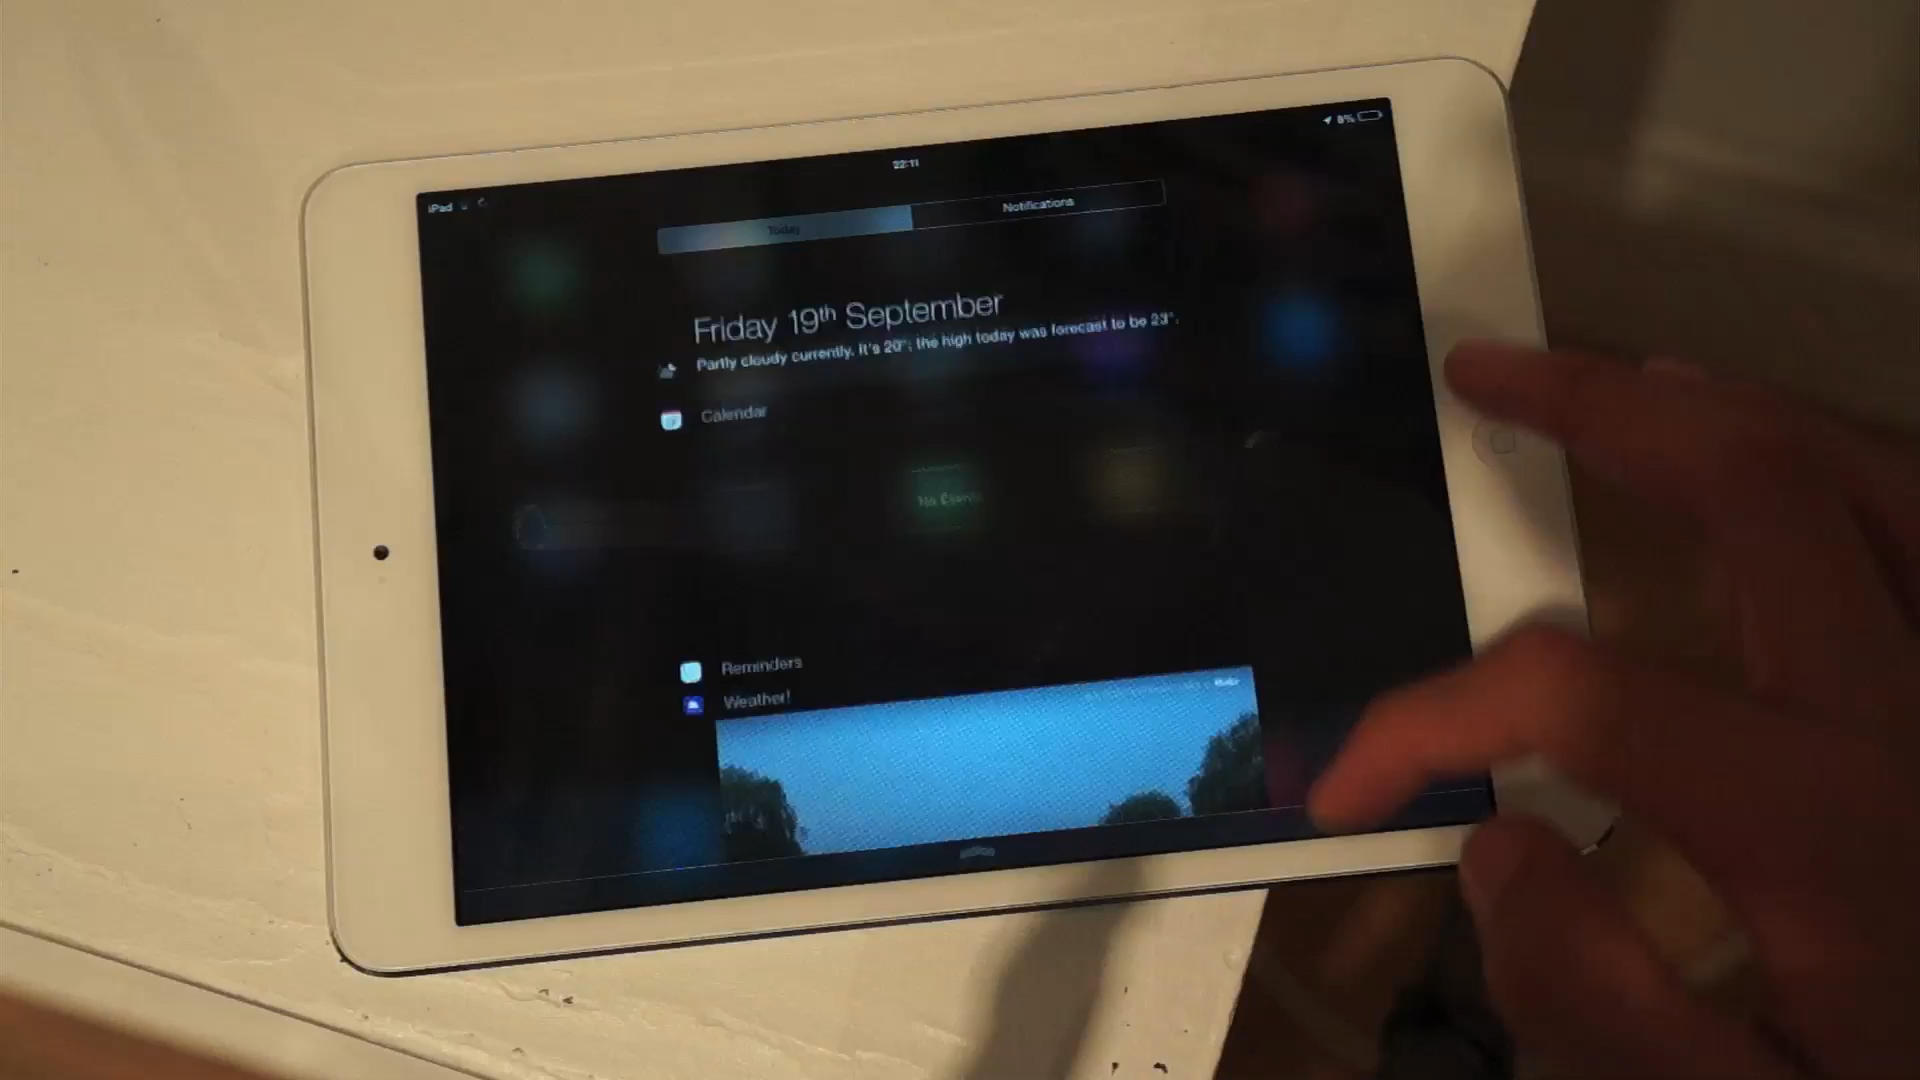 iPad
22:11
8%
Today
Notifications
Friday 19th September
Partly cloudy currently. It's 20°; the high today was forecast to be 23°.
Calendar
No Events
Reminders
Weather!